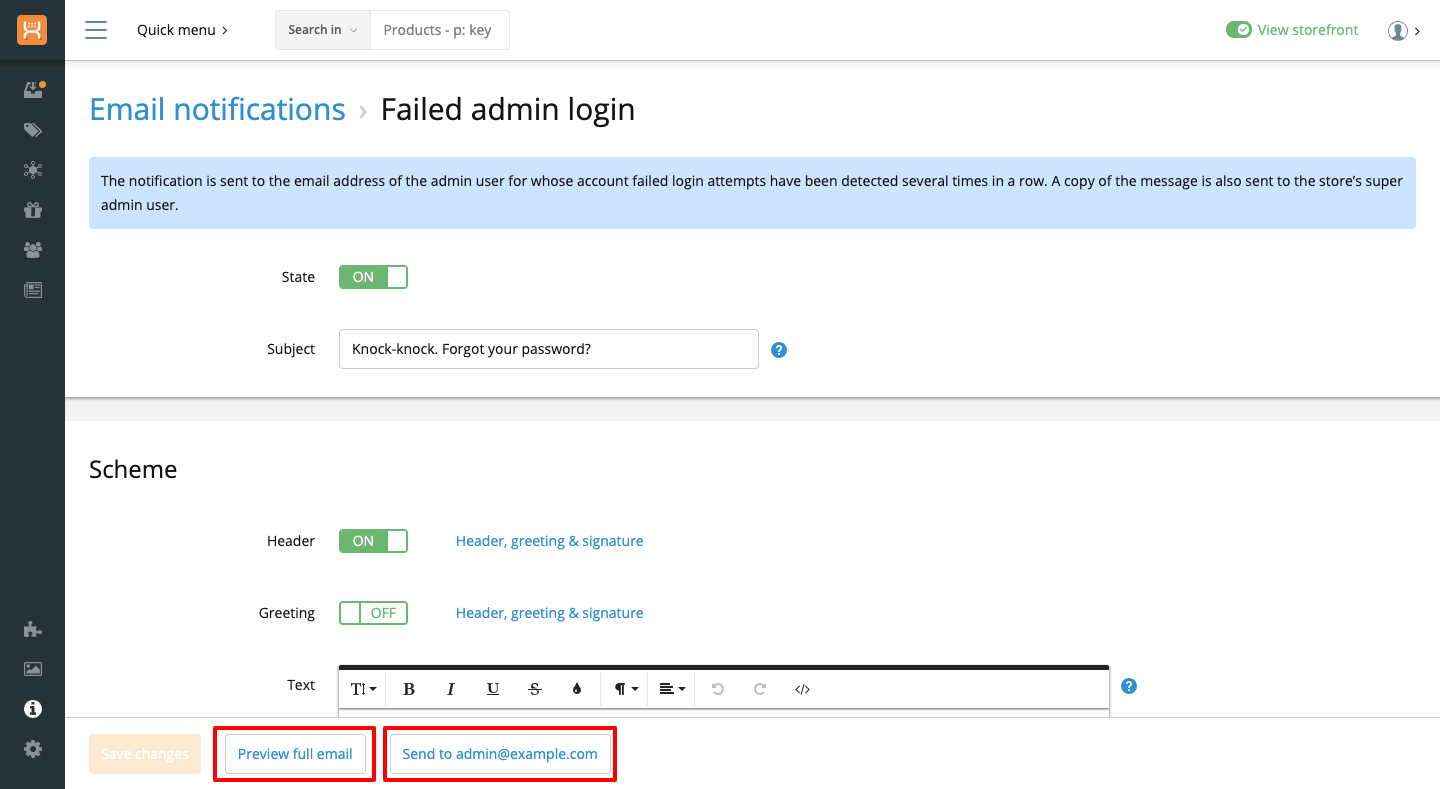 Quick menu >
Search in Products - p: key
View storefront
Email notifications › Failed admin login
The notification is sent to the email address of the admin user for whose account failed login attempts have been detected several times in a row. A copy of the message is also sent to the store’s super
admin user.
State ON
Subject Knock-knock. Forgot your password? ?
Scheme
Header ON Header, greeting & signature
Greeting OFF Header, greeting & signature
Text T B I U S ¶ </> ?
Save changes Preview full email Send to admin@example.com